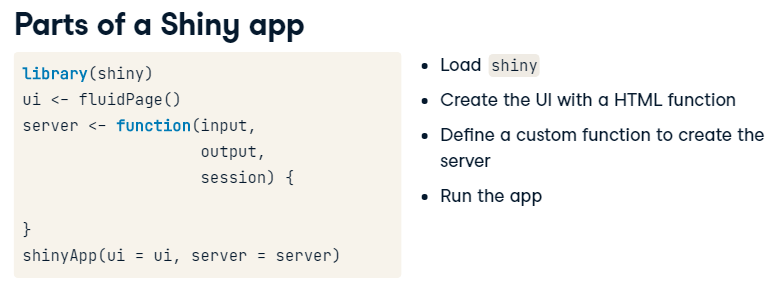 Parts of a Shiny app
library(shiny)
ui <- fluidPage()
server <- function(input,
                   output,
                   session) {

}
shinyApp(ui = ui, server = server)
• Load shiny
• Create the UI with a HTML function
• Define a custom function to create the
server
• Run the app